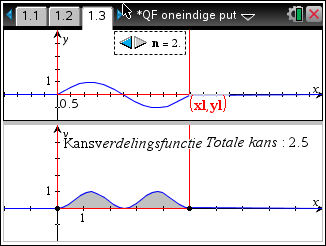 1.1 1.2 1.3 *QF oneindige put
y
n = 2.
1
0.5 (xl,yl) x
y
Kansverdelingsfunctie Totale kans : 2.5
1
1 x